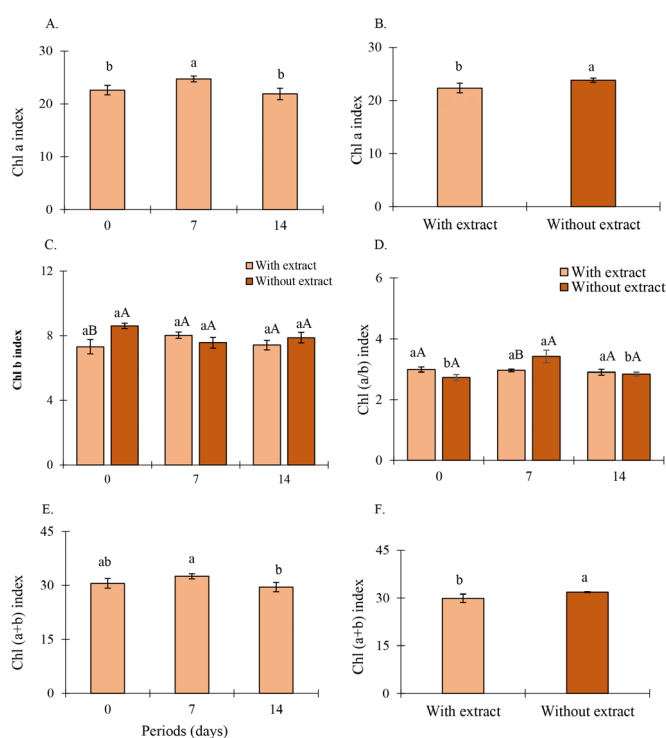 A.
Chl a index
30
20
10
0
b
a
b
0
7
14
B.
Chl a index
30
20
10
0
b
a
With extract
Without extract
C.
With extract
Without extract
Chl b index
12
8
4
0
aB
aA
aA
aA
aA
aA
0
7
14
D.
With extract
Without extract
Chl (a/b) index
6
4
2
0
aA
bA
aB
aA
aA
bA
0
7
14
E.
Chl (a+b) index
45
30
15
0
ab
a
b
0
7
14
Periods (days)
F.
Chl (a+b) index
45
30
15
0
b
a
With extract
Without extract